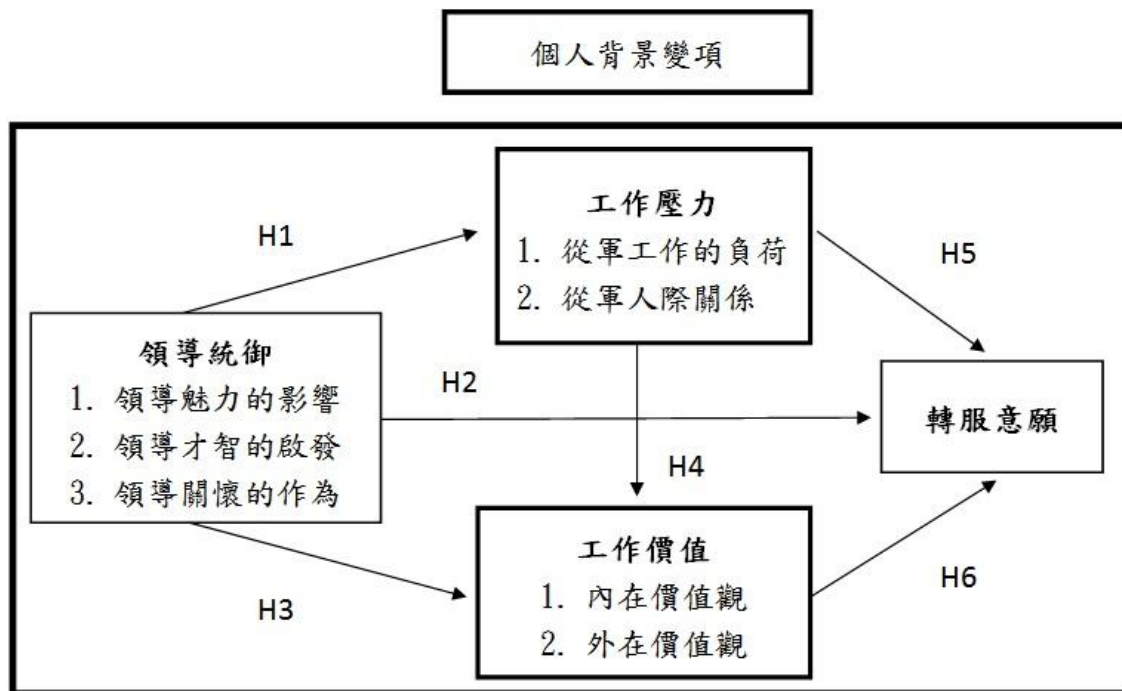 個人背景變項
工作壓力
1. 從軍工作的負荷
2. 從軍人際關係
H1
H5
領導統御
1. 領導魅力的影響
2. 領導才智的啟發
3. 領導關懷的作為
H2
轉服意願
H4
工作價值
1. 內在價值觀
2. 外在價值觀
H3
H6